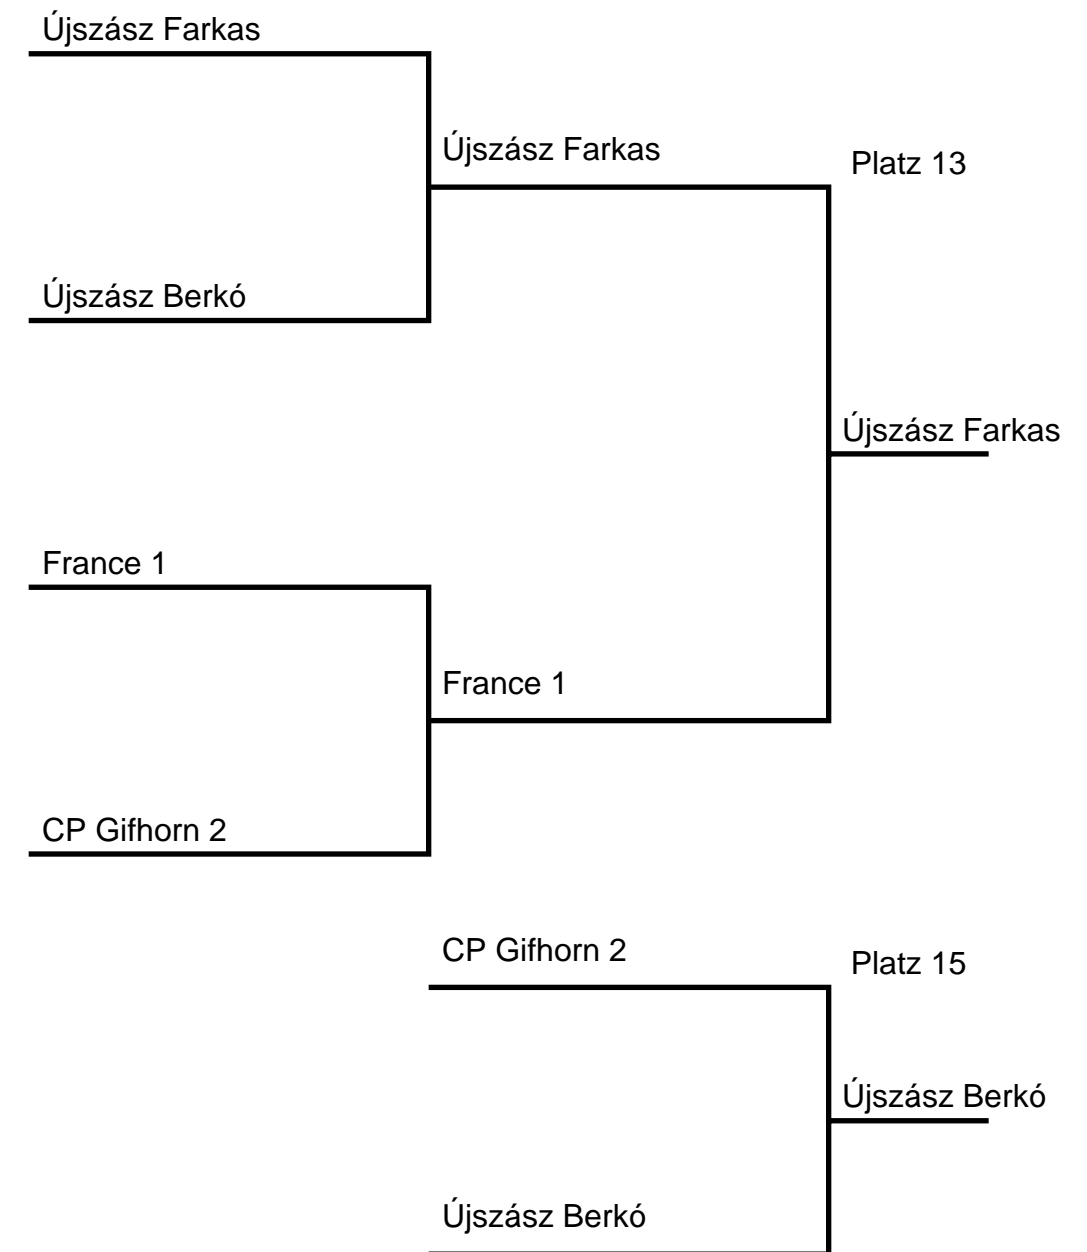 Újszász Farkas
Újszász Farkas
Platz 13
Újszász Berkó
Újszász Farkas
France 1
France 1
CP Gifhorn 2
CP Gifhorn 2
Platz 15
Újszász Berkó
Újszász Berkó